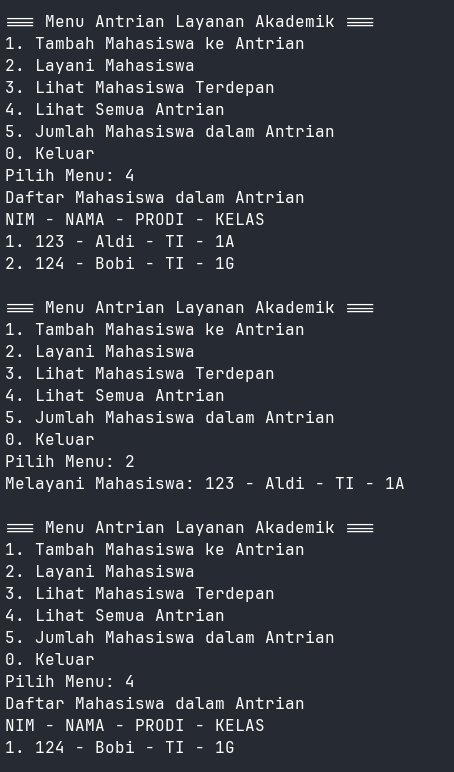 === Menu Antrian Layanan Akademik ===
1. Tambah Mahasiswa ke Antrian
2. Layani Mahasiswa
3. Lihat Mahasiswa Terdepan
4. Lihat Semua Antrian
5. Jumlah Mahasiswa dalam Antrian
0. Keluar
Pilih Menu: 4
Daftar Mahasiswa dalam Antrian
NIM - NAMA - PRODI - KELAS
1. 123 - Aldi - TI - 1A
2. 124 - Bobi - TI - 1G

=== Menu Antrian Layanan Akademik ===
1. Tambah Mahasiswa ke Antrian
2. Layani Mahasiswa
3. Lihat Mahasiswa Terdepan
4. Lihat Semua Antrian
5. Jumlah Mahasiswa dalam Antrian
0. Keluar
Pilih Menu: 2
Melayani Mahasiswa: 123 - Aldi - TI - 1A

=== Menu Antrian Layanan Akademik ===
1. Tambah Mahasiswa ke Antrian
2. Layani Mahasiswa
3. Lihat Mahasiswa Terdepan
4. Lihat Semua Antrian
5. Jumlah Mahasiswa dalam Antrian
0. Keluar
Pilih Menu: 4
Daftar Mahasiswa dalam Antrian
NIM - NAMA - PRODI - KELAS
1. 124 - Bobi - TI - 1G